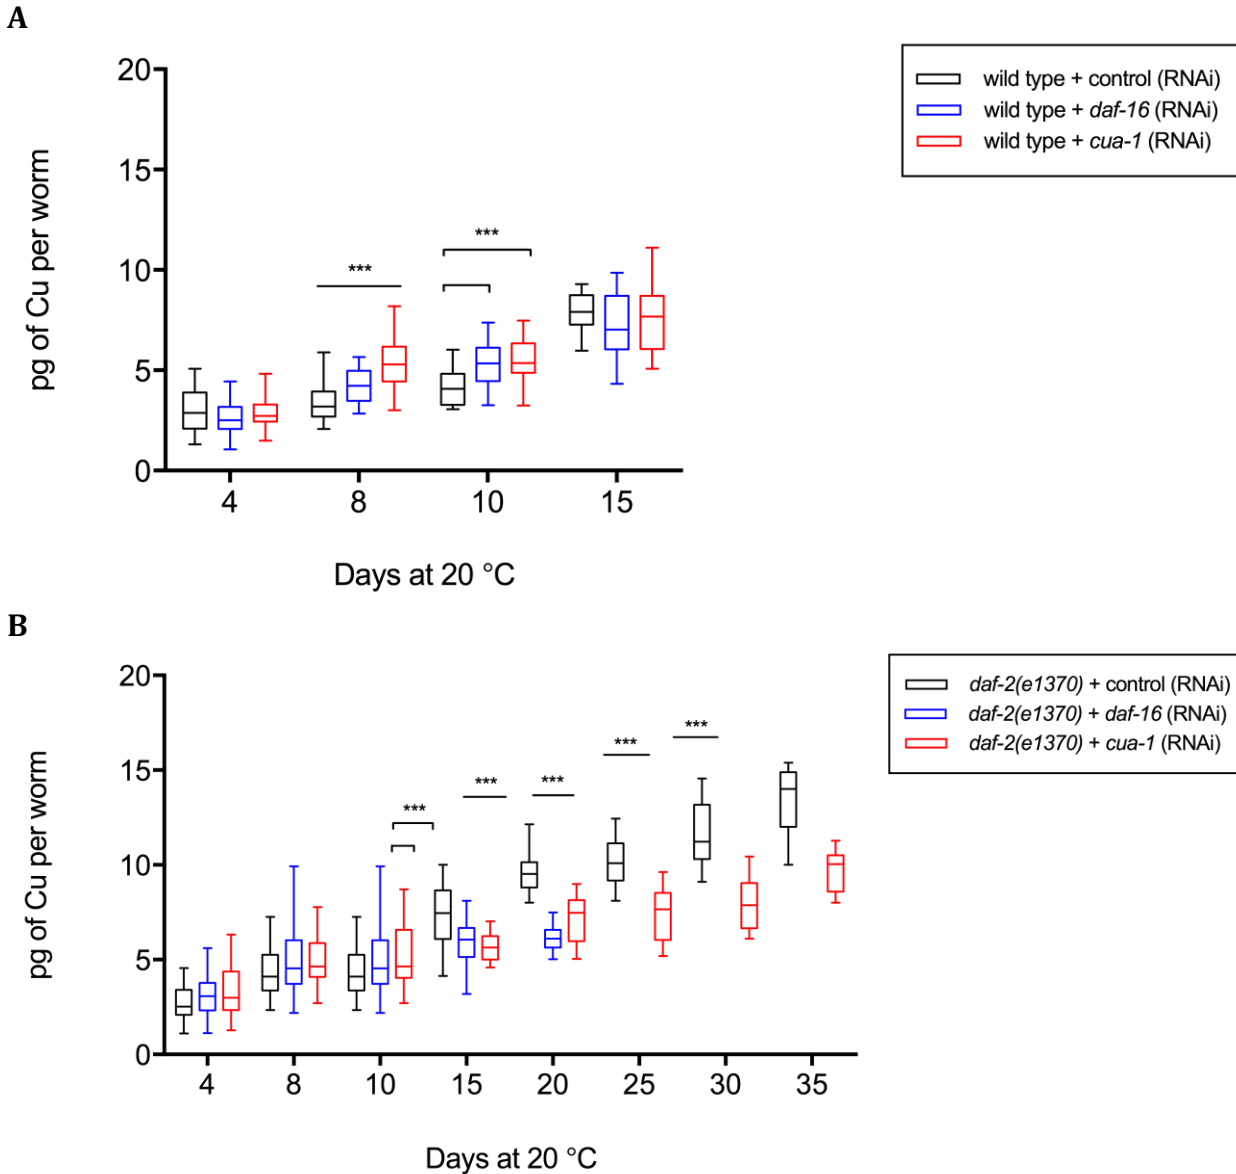 A
20
15
10
5
0
pg of Cu per worm
***
***
4 8 10 15
Days at 20 °C
wild type + control (RNAi)
wild type + daf-16 (RNAi)
wild type + cua-1 (RNAi)
B
20
15
10
5
0
pg of Cu per worm
***
***
***
***
***
4 8 10 15 20 25 30 35
Days at 20 °C
daf-2(e1370) + control (RNAi)
daf-2(e1370) + daf-16 (RNAi)
daf-2(e1370) + cua-1 (RNAi)